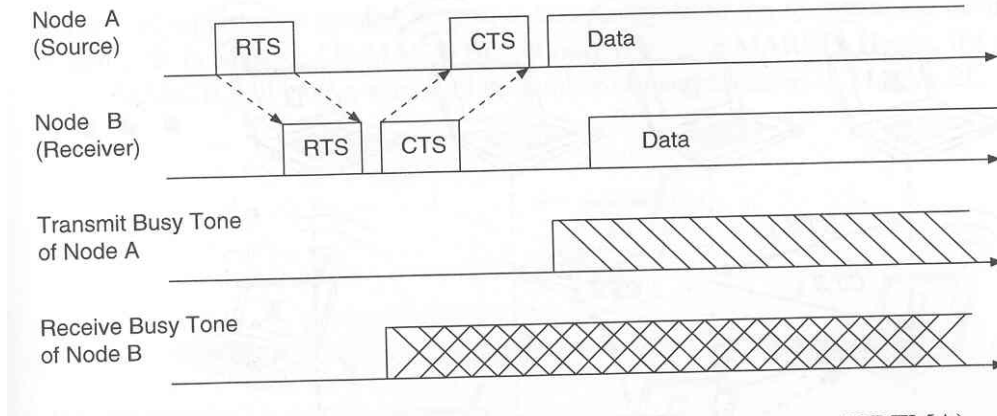 Node A
(Source)
RTS
CTS
Data
Node B
(Receiver)
RTS
CTS
Data
Transmit Busy Tone
of Node A
Receive Busy Tone
of Node B